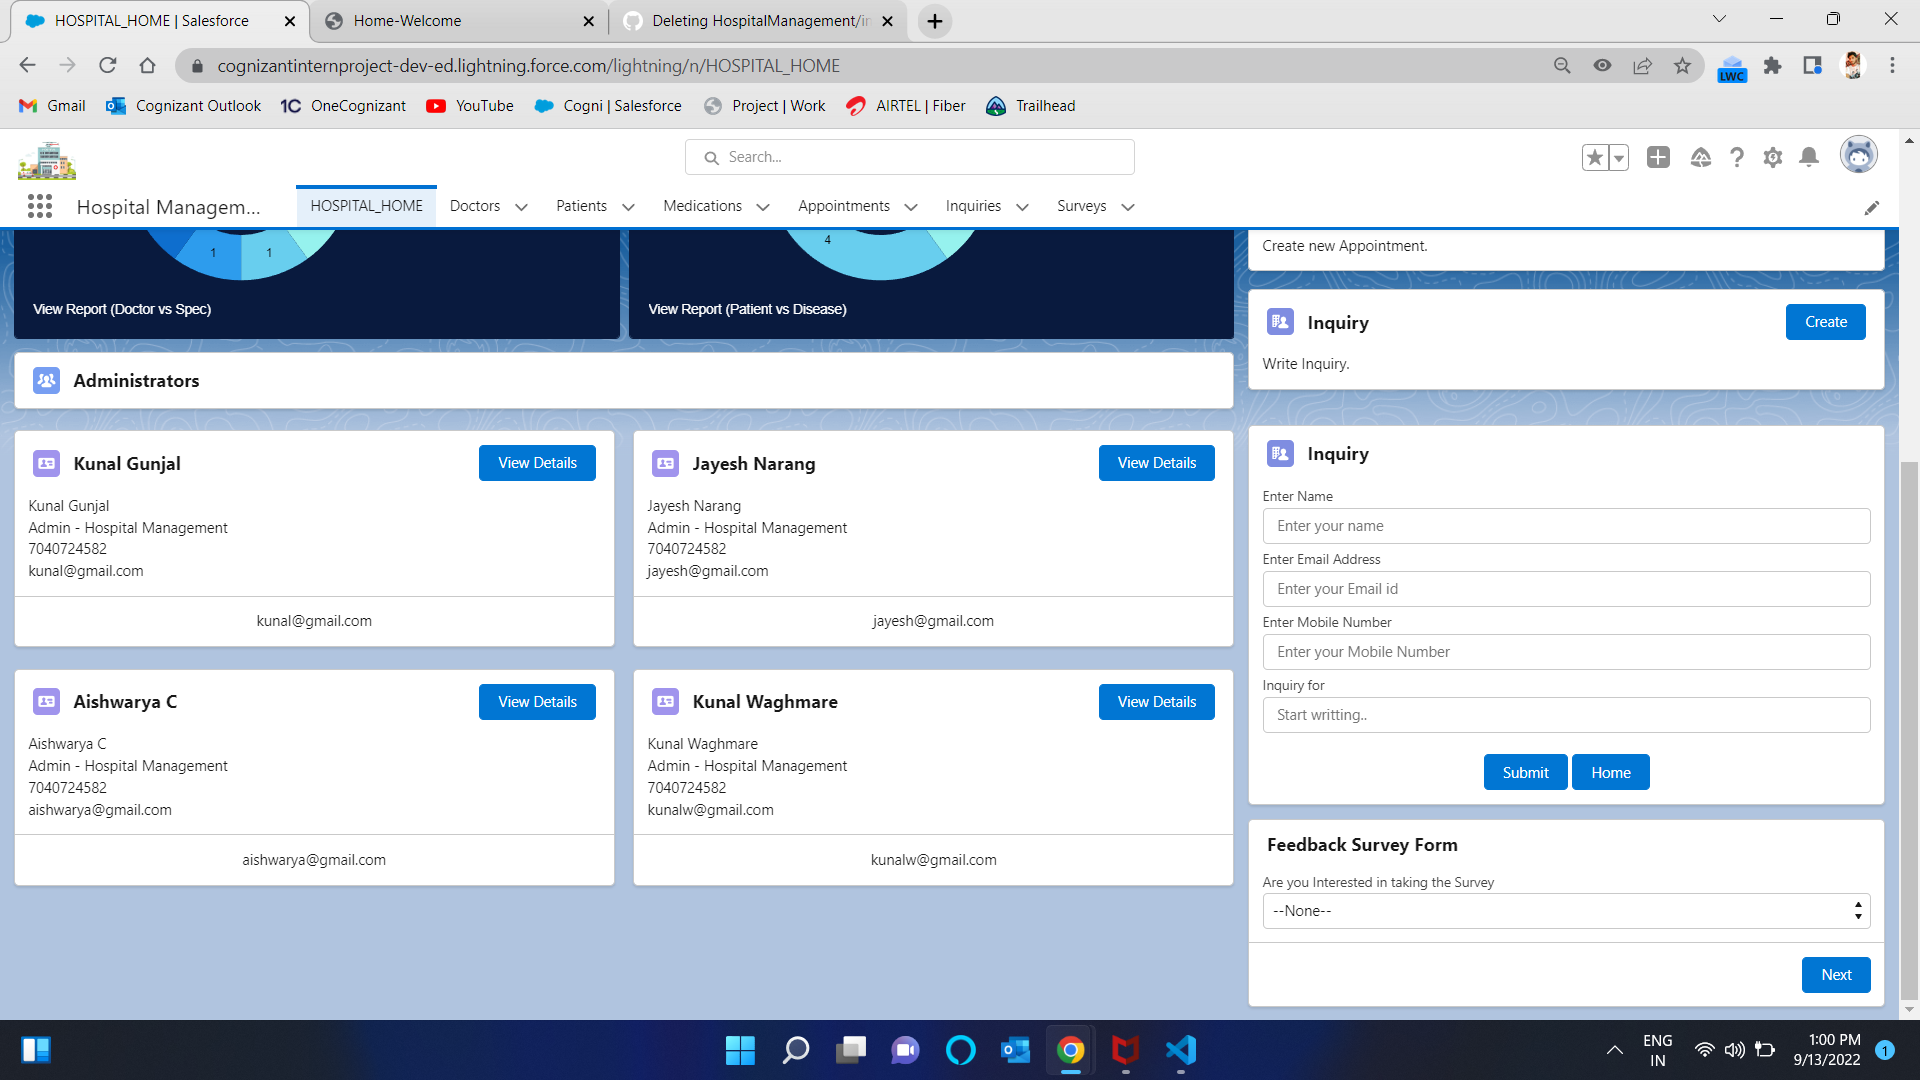 HOSPITAL_HOME | Salesforce
Home-Welcome
Deleting HospitalManagement/in
cognizantinternproject-dev-ed.lightning.force.com/lightning/n/HOSPITAL_HOME
LWC
Gmail
Cognizant Outlook
1C OneCognizant
YouTube
Cogni | Salesforce
Project | Work
AIRTEL | Fiber
Trailhead
Search...
Hospital Managem...
HOSPITAL_HOME
Doctors
Patients
Medications
Appointments
Inquiries
Surveys
1
1
View Report (Doctor vs Spec)
4
View Report (Patient vs Disease)
Create new Appointment.
Inquiry
Create
Write Inquiry.
Administrators
Kunal Gunjal
View Details
Kunal Gunjal
Admin - Hospital Management
7040724582
kunal@gmail.com
kunal@gmail.com
Jayesh Narang
View Details
Jayesh Narang
Admin - Hospital Management
7040724582
jayesh@gmail.com
jayesh@gmail.com
Aishwarya C
View Details
Aishwarya C
Admin - Hospital Management
7040724582
aishwarya@gmail.com
aishwarya@gmail.com
Kunal Waghmare
View Details
Kunal Waghmare
Admin - Hospital Management
7040724582
kunalw@gmail.com
kunalw@gmail.com
Inquiry
Enter Name
Enter your name
Enter Email Address
Enter your Email id
Enter Mobile Number
Enter your Mobile Number
Inquiry for
Start writting..
Submit
Home
Feedback Survey Form
Are you Interested in taking the Survey
--None--
Next
ENG
IN
1:00 PM
9/13/2022
1